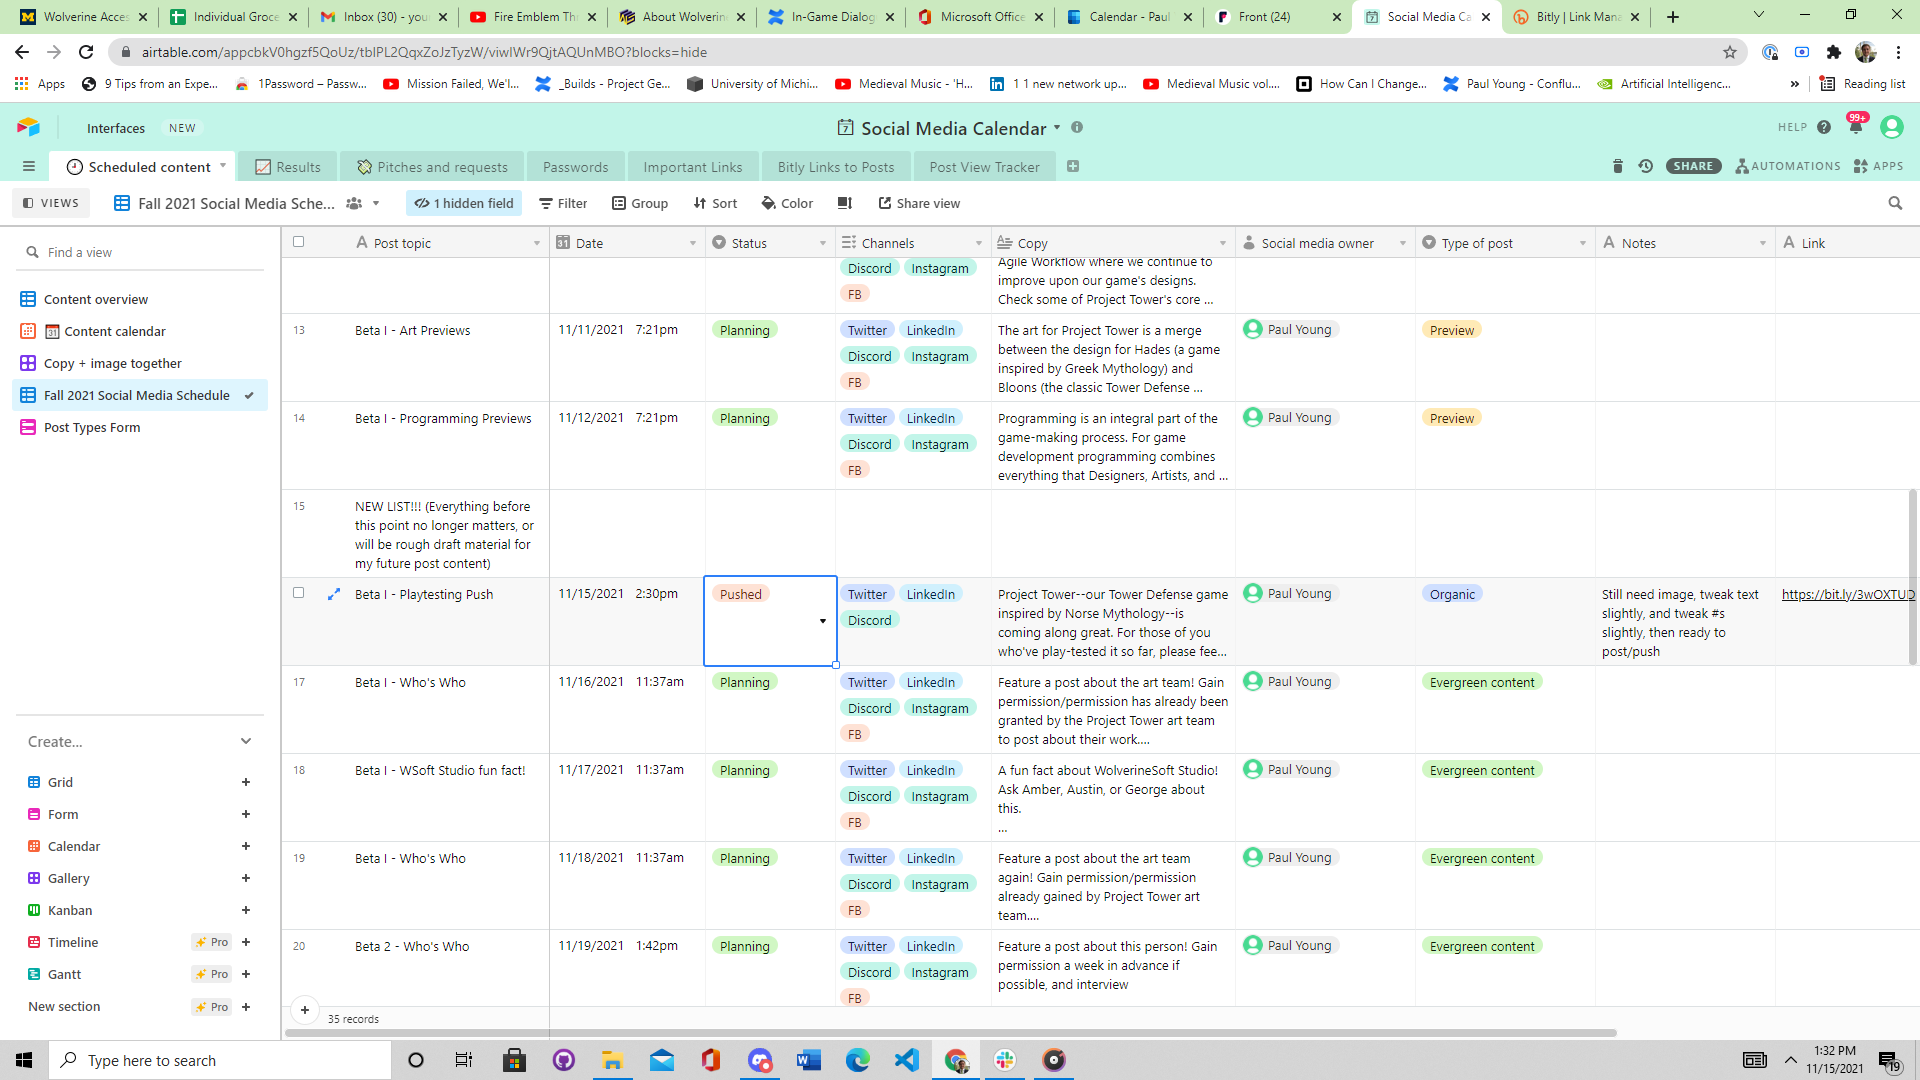 Wolverine Acces
Individual Groce
Inbox (30) - you
Fire Emblem Th
About Wolverin
In-Game Dialog
Microsoft Office
Calendar - Paul
Front (24)
Social Media Ca
Bitly | Link Mana
airtable.com/appcbkV0hgzf5QoUz/tblPL2QqxZoJzTyzW/viwIWr9QjtAQUnMBO?blocks=hide
Apps
9 Tips from an Expe...
1Password – Passw...
Mission Failed, We'l...
_Builds - Project Ge...
University of Michi...
Medieval Music - 'H...
1 1 new network up...
Medieval Music vol....
How Can I Change...
Paul Young - Conflu...
Artificial Intelligenc...
»
Reading list
Interfaces NEW
Social Media Calendar
HELP
99+
Scheduled content
Results
Pitches and requests
Passwords
Important Links
Bitly Links to Posts
Post View Tracker
SHARE
AUTOMATIONS
APPS
VIEWS
Fall 2021 Social Media Sche...
1 hidden field
Filter
Group
Sort
Color
Share view
Find a view
Content overview
Content calendar
Copy + image together
Fall 2021 Social Media Schedule
Post Types Form
Create...
Grid
Form
Calendar
Gallery
Kanban
Timeline Pro
Gantt Pro
New section Pro
Post topic
Date
Status
Channels
Copy
Social media owner
Type of post
Notes
Link
Discord Instagram
FB
Agile Workflow where we continue to
improve upon our game's designs.
Check some of Project Tower's core ...
13
Beta I - Art Previews
11/11/2021 7:21pm
Planning
Twitter LinkedIn
Discord Instagram
FB
The art for Project Tower is a merge
between the design for Hades (a game
inspired by Greek Mythology) and
Bloons (the classic Tower Defense ...
Paul Young
Preview
14
Beta I - Programming Previews
11/12/2021 7:21pm
Planning
Twitter LinkedIn
Discord Instagram
FB
Programming is an integral part of the
game-making process. For game
development programming combines
everything that Designers, Artists, and ...
Paul Young
Preview
15
NEW LIST!!! (Everything before
this point no longer matters, or
will be rough draft material for
my future post content)
Beta I - Playtesting Push
11/15/2021 2:30pm
Pushed
Twitter LinkedIn
Discord
Project Tower--our Tower Defense game
inspired by Norse Mythology--is
coming along great. For those of you
who've play-tested it so far, please fee...
Paul Young
Organic
Still need image, tweak text
slightly, and tweak #s
slightly, then ready to
post/push
https://bit.ly/3wOXTUD
17
Beta I - Who's Who
11/16/2021 11:37am
Planning
Twitter LinkedIn
Discord Instagram
FB
Feature a post about the art team! Gain
permission/permission has already been
granted by the Project Tower art team
to post about their work....
Paul Young
Evergreen content
18
Beta I - WSoft Studio fun fact!
11/17/2021 11:37am
Planning
Twitter LinkedIn
Discord Instagram
FB
A fun fact about WolverineSoft Studio!
Ask Amber, Austin, or George about
this.
...
Paul Young
Evergreen content
19
Beta I - Who's Who
11/18/2021 11:37am
Planning
Twitter LinkedIn
Discord Instagram
FB
Feature a post about the art team
again! Gain permission/permission
already gained by Project Tower art
team....
Paul Young
Evergreen content
20
Beta 2 - Who's Who
11/19/2021 1:42pm
Planning
Twitter LinkedIn
Discord Instagram
FB
Feature a post about this person! Gain
permission a week in advance if
possible, and interview
Paul Young
Evergreen content
35 records
Type here to search
1:32 PM
11/15/2021
19